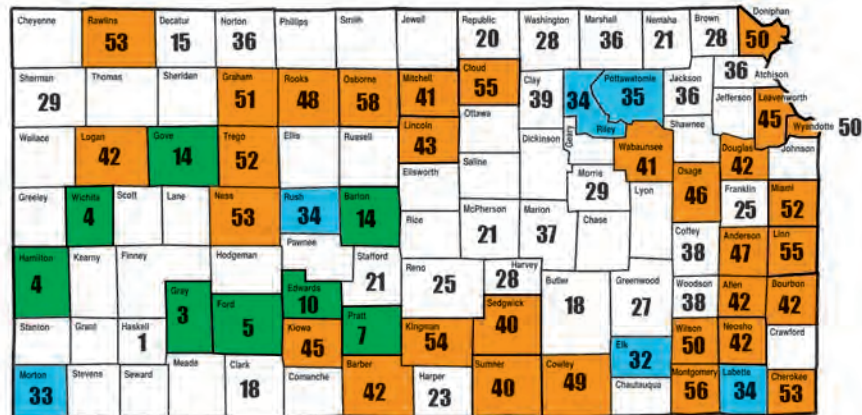 Cheyenne Rawlins Decatur Norton Phillips Smith Jewell Republic Washington Marshall Nemaha Brown Doniphan
53 15 36 20 28 36 21 28 50
Sherman Thomas Sheridan Graham Rooks Osborne Mitchell Cloud Clay Pottawatomie Jackson 36 Atchison
29 51 48 58 41 55 39 34 35 36 Jefferson Leavenworth
Ottawa Riley Geary Shawnee 45 Wyandotte 50
Wallace Logan Gove Trego Ellis Russell Lincoln Dickinson Wabaunsee Douglas Johnson
42 14 52 43 Saline 41 42
Ellsworth Morris Osage
Greeley Wichita Scott Lane Ness Rush Barton 29 Lyon 46 Franklin Miami
4 53 34 14 Rice McPherson Marion Chase 25 52
Pawnee 21 37 Coffey Anderson Linn
Hamilton Kearny Finney Hodgeman Stafford Reno Harvey 38 47 55
4 21 25 28 Butler Greenwood Woodson Allen Bourbon
Gray Ford Edwards 18 27 38 42 42
3 5 10 Pratt Sedgwick
Stanton Grant Haskell Kiowa 7 Kingman 40 Elk Wilson Neosho Crawford
1 45 54 32 50 42
Morton Stevens Seward Meade Clark Comanche Barber Harper Sumner Cowley Chautauqua Montgomery Labette Cherokee
33 18 42 23 40 49 56 34 53